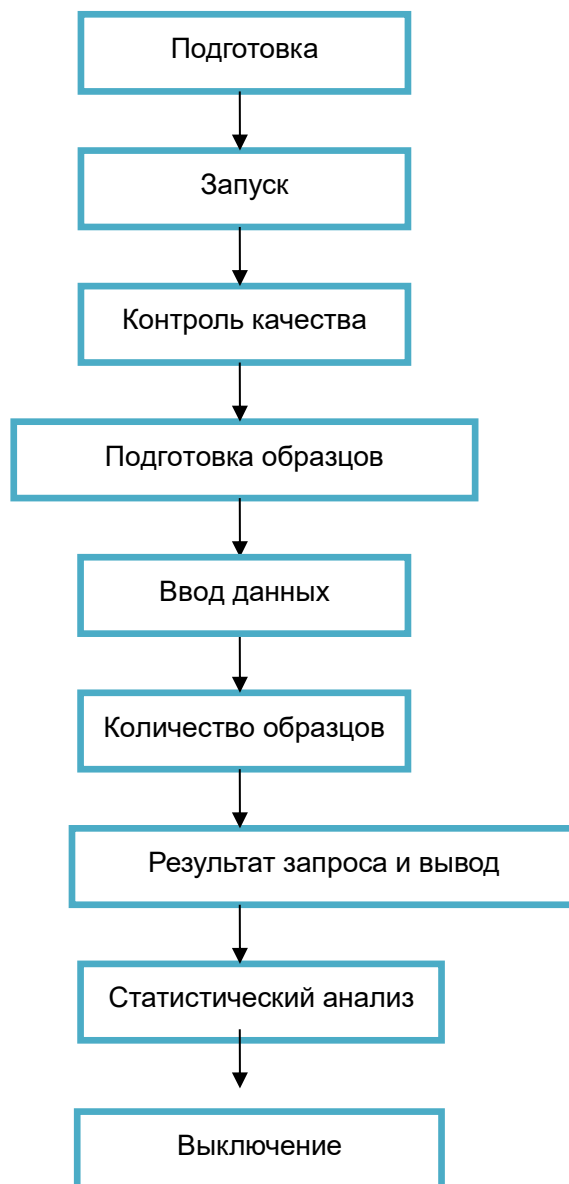 Подготовка
Запуск
Контроль качества
Подготовка образцов
Ввод данных
Количество образцов
Результат запроса и вывод
Статистический анализ
Выключение